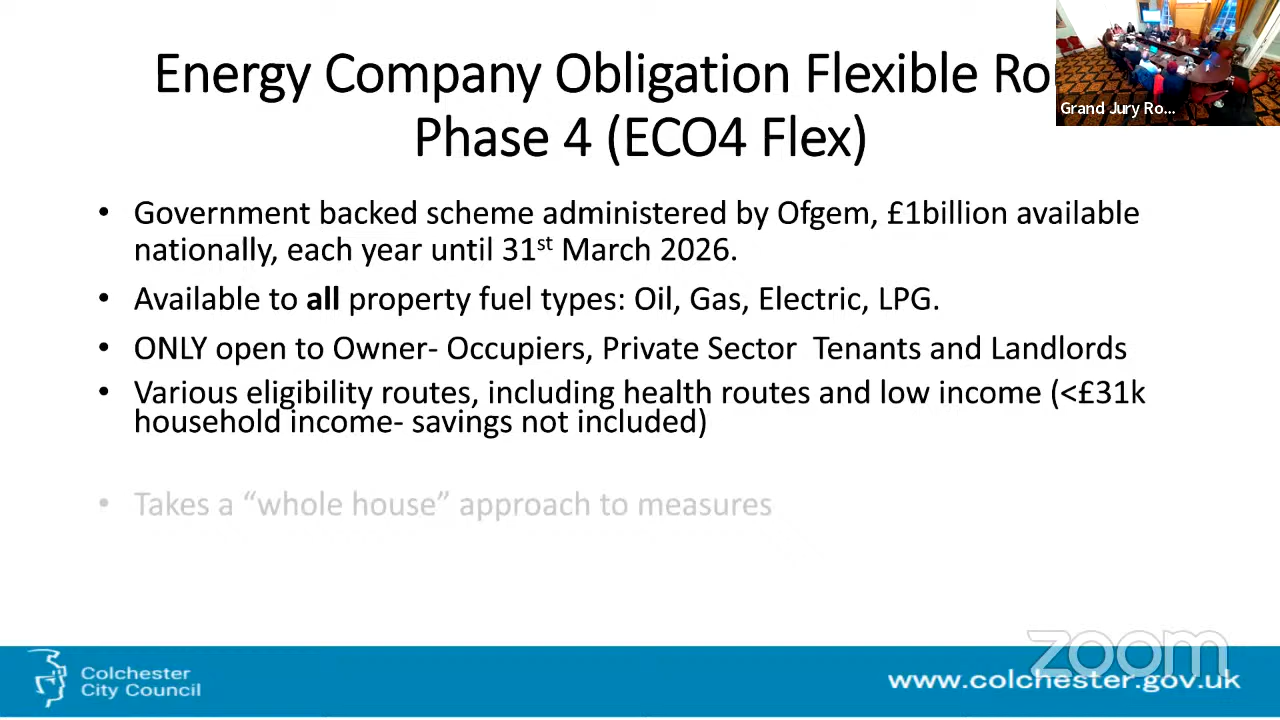 Energy Company Obligation Flexible Ro
Phase 4 (ECO4 Flex)
Grand Jury Ro...
• Government backed scheme administered by Ofgem, £1billion available
nationally, each year until 31st March 2026.
• Available to all property fuel types: Oil, Gas, Electric, LPG.
• ONLY open to Owner- Occupiers, Private Sector  Tenants and Landlords
• Various eligibility routes, including health routes and low income (<£31k
household income- savings not included)
• Takes a “whole house” approach to measures
zoom
Colchester
City Council
www.colchester.gov.uk